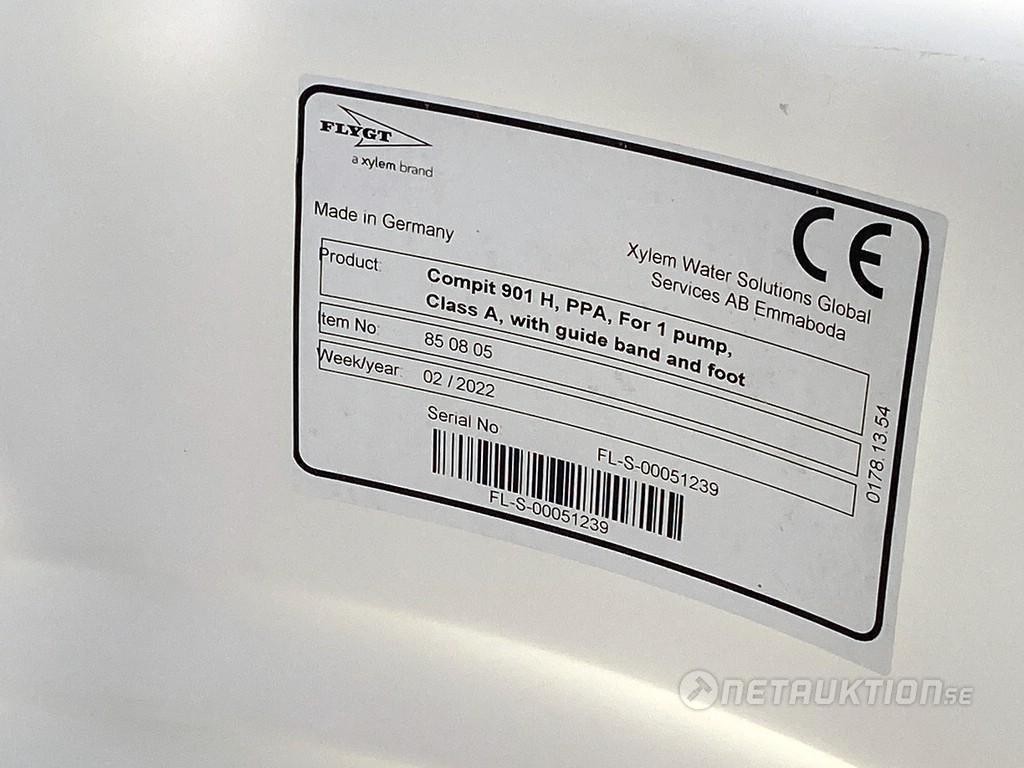 FLYGT
a xylem brand
CE
Made in Germany
Xylem Water Solutions Global
Services AB Emmaboda
Product: Compit 901 H, PPA, For 1 pump,
Class A, with guide band and foot
Item No: 85 08 05
Week/year: 02 / 2022
Serial No
FL-S-00051239
FL-S-00051239
0178.13.54
NETAUKTION.SE